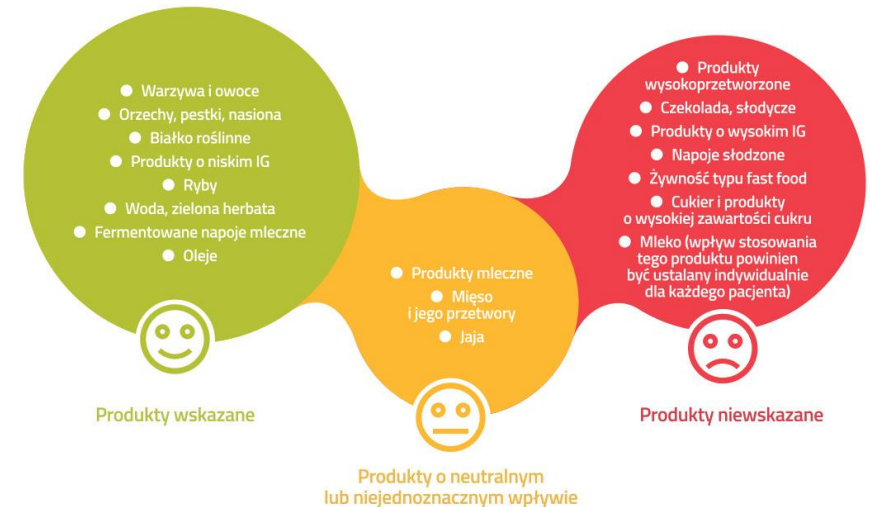 Warzywa i owoce
Orzechy, pestki, nasiona
Białko roślinne
Produkty o niskim IG
Ryby
Woda, zielona herbata
Fermentowane napoje mleczne
Oleje
Produkty wskazane
Produkty mleczne
Mięso
i jego przetwory
Jaja
Produkty o neutralnym
lub niejednoznacznym wpływie
Produkty
wysokoprzetworzone
Czekolada, słodycze
Produkty o wysokim IG
Napoje słodzone
Żywność typu fast food
Cukier i produkty
o wysokiej zawartości cukru
Mleko (wpływ stosowania
tego produktu powinien
być ustalany indywidualnie
dla każdego pacjenta)
Produkty niewskazane